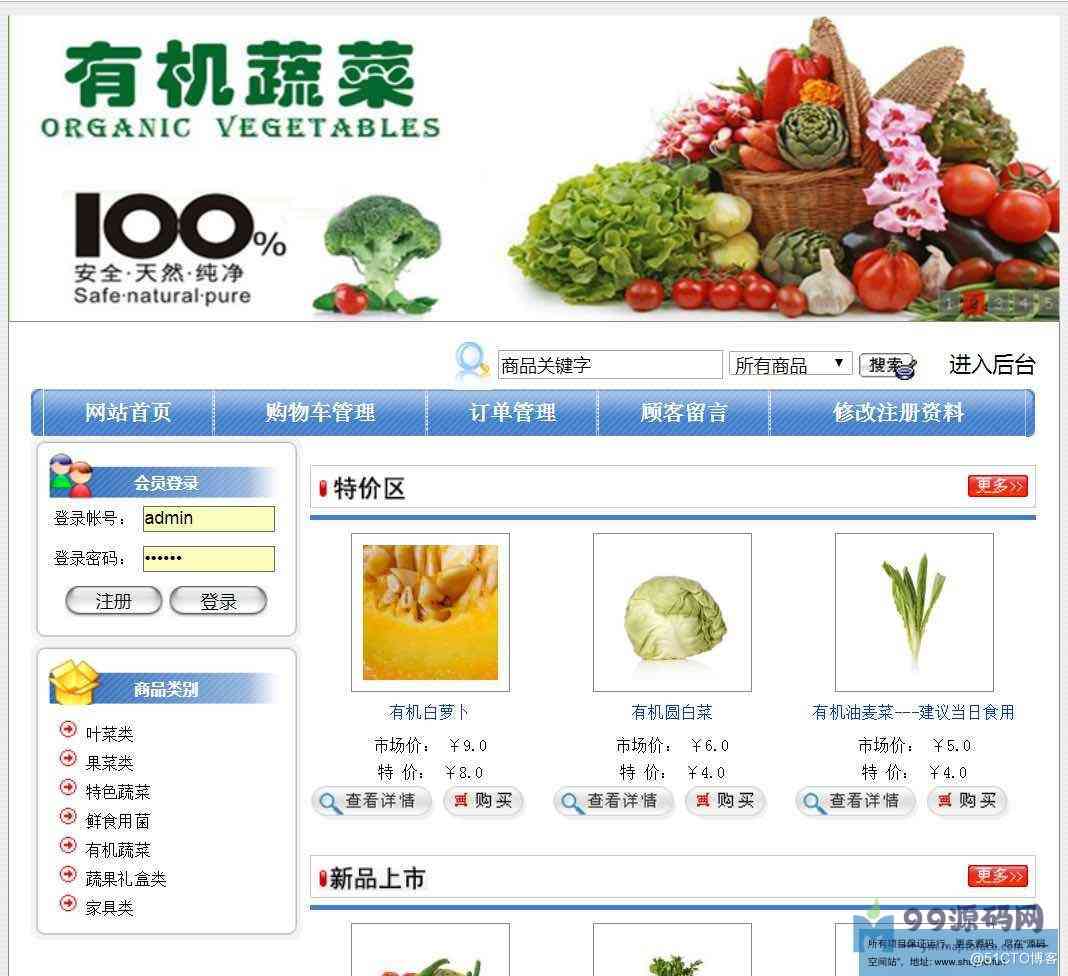 有机蔬菜
ORGANIC VEGETABLES
100%
安全·天然·纯净
Safe·natural·pure
1 2 3 4 5
商品关键字 所有商品 搜索 进入后台
网站首页 购物车管理 订单管理 顾客留言 修改注册资料
会员登录
登录帐号： admin
登录密码： ••••••
注册 登录
商品类别
叶菜类
果菜类
特色蔬菜
鲜食用菌
有机蔬菜
蔬果礼盒类
家具类
特价区 更多>>
有机白萝卜 有机圆白菜 有机油麦菜---建议当日食用
市场价： ￥9.0 市场价： ￥6.0 市场价： ￥5.0
特 价： ￥8.0 特 价： ￥4.0 特 价： ￥4.0
查看详情 购买 查看详情 购买 查看详情 购买
新品上市 更多>>
99源码网
所有项目保证运行，更多源码，尽在"源码
空间站"，地址：
@51CTO博客